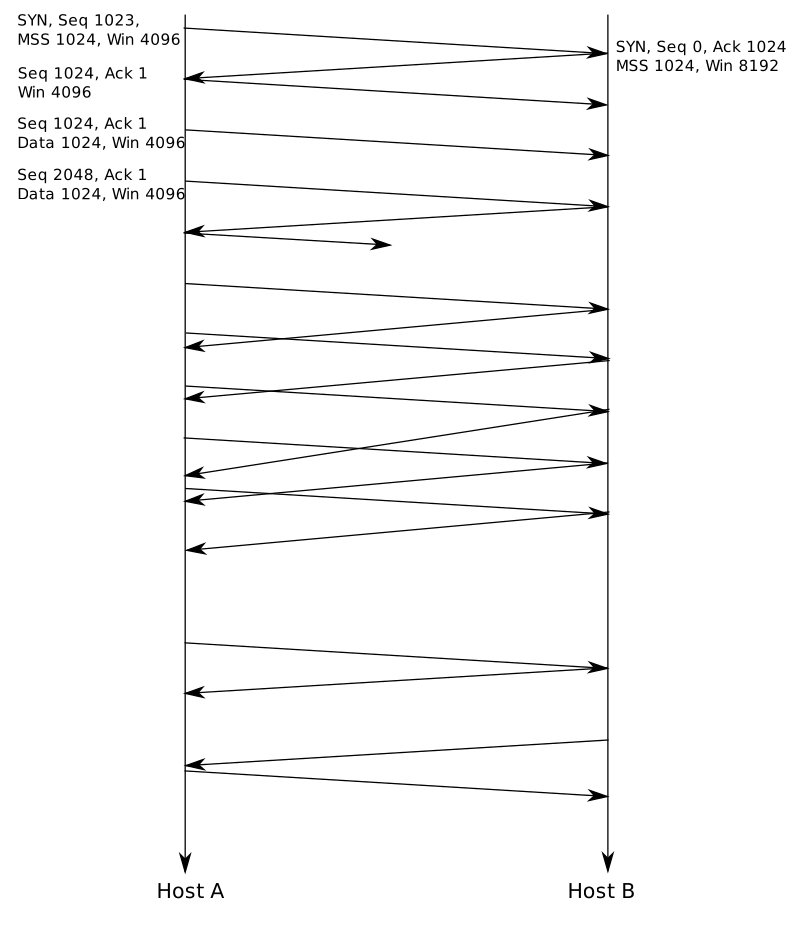 SYN, Seq 1023,
MSS 1024, Win 4096
SYN, Seq 0, Ack 1024
MSS 1024, Win 8192
Seq 1024, Ack 1
Win 4096
Seq 1024, Ack 1
Data 1024, Win 4096
Seq 2048, Ack 1
Data 1024, Win 4096
Host A
Host B